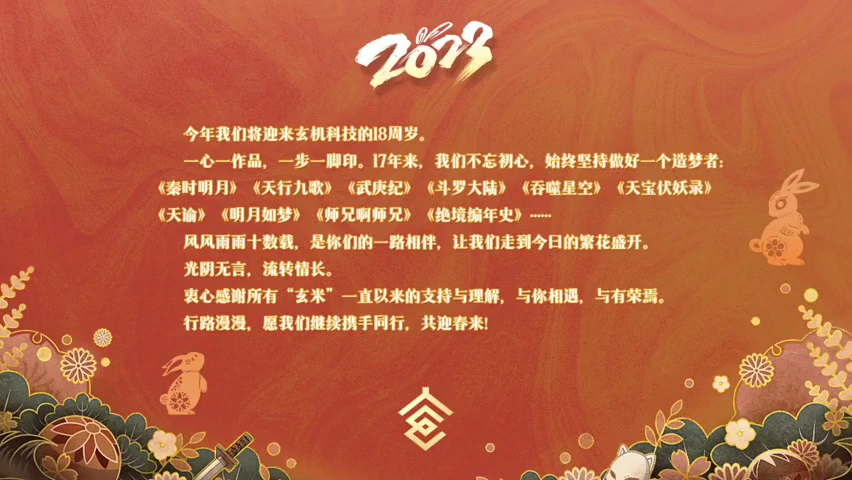 2023
今年我们将迎来玄机科技的18周岁。
一心一作品，一步一脚印。17年来，我们不忘初心，始终坚持做好一个造梦者：
《秦时明月》《天行九歌》《武庚纪》《斗罗大陆》《吞噬星空》《天宝伏妖录》
《天谕》《明月如梦》《师兄啊师兄》《绝境编年史》……
风风雨雨十数载，是你们的一路相伴，让我们走到今日的繁花盛开。
光阴无言，流转情长。
衷心感谢所有“玄米”一直以来的支持与理解，与你相遇，与有荣焉。
行路漫漫，愿我们继续携手同行，共迎春来！